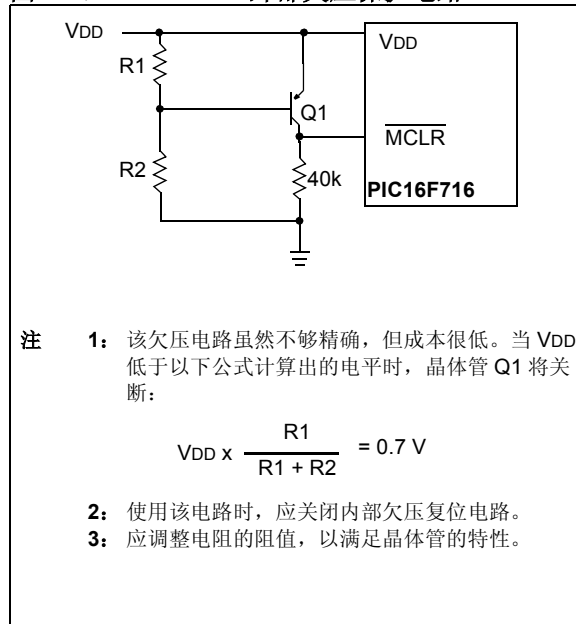 VDD
VDD
R1
Q1
MCLR
R2
40k
PIC16F716
注 1: 该欠压电路虽然不够精确，但成本很低。当 VDD
低于以下公式计算出的电平时，晶体管 Q1 将关
断：
VDD x R1 / R1 + R2 = 0.7 V
2: 使用该电路时，应关闭内部欠压复位电路。
3: 应调整电阻的阻值，以满足晶体管的特性。